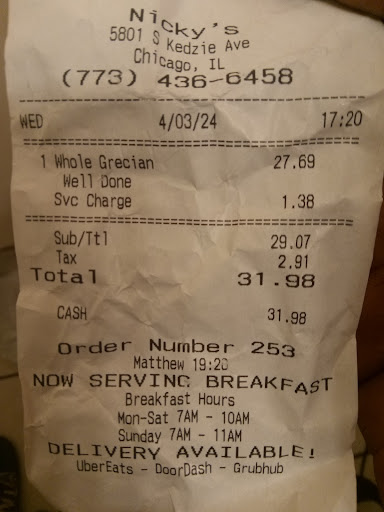 Nicky's
5801 S Kedzie Ave
Chicago, IL
(773) 436-6458
WED 4/03/24 17:20
1 Whole Grecian 27.69
Well Done
Svc Charge 1.38
Sub/Ttl 29.07
Tax 2.91
Total 31.98
CASH 31.98
Order Number 253
Matthew 19:26
NOW SERVING BREAKFAST
Breakfast Hours
Mon-Sat 7AM - 10AM
Sunday 7AM - 11AM
DELIVERY AVAILABLE!
UberEats - DoorDash - Grubhub